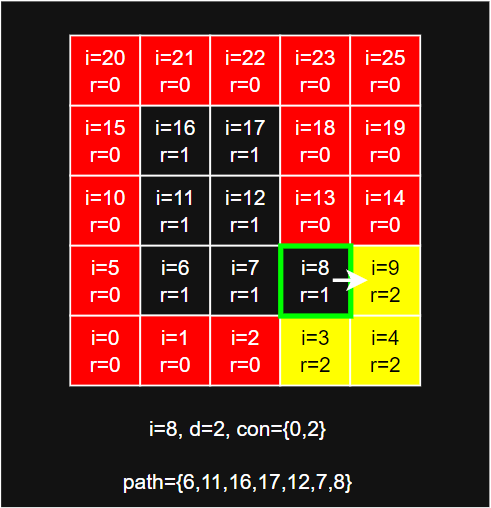 i=20 i=21 i=22 i=23 i=25
r=0 r=0 r=0 r=0 r=0
i=15 i=16 i=17 i=18 i=19
r=0 r=1 r=1 r=0 r=0
i=10 i=11 i=12 i=13 i=14
r=0 r=1 r=1 r=0 r=0
i=5 i=6 i=7 i=8 i=9
r=0 r=1 r=1 r=1 r=2
i=0 i=1 i=2 i=3 i=4
r=0 r=0 r=0 r=2 r=2
i=8, d=2, con={0,2}
path={6,11,16,17,12,7,8}